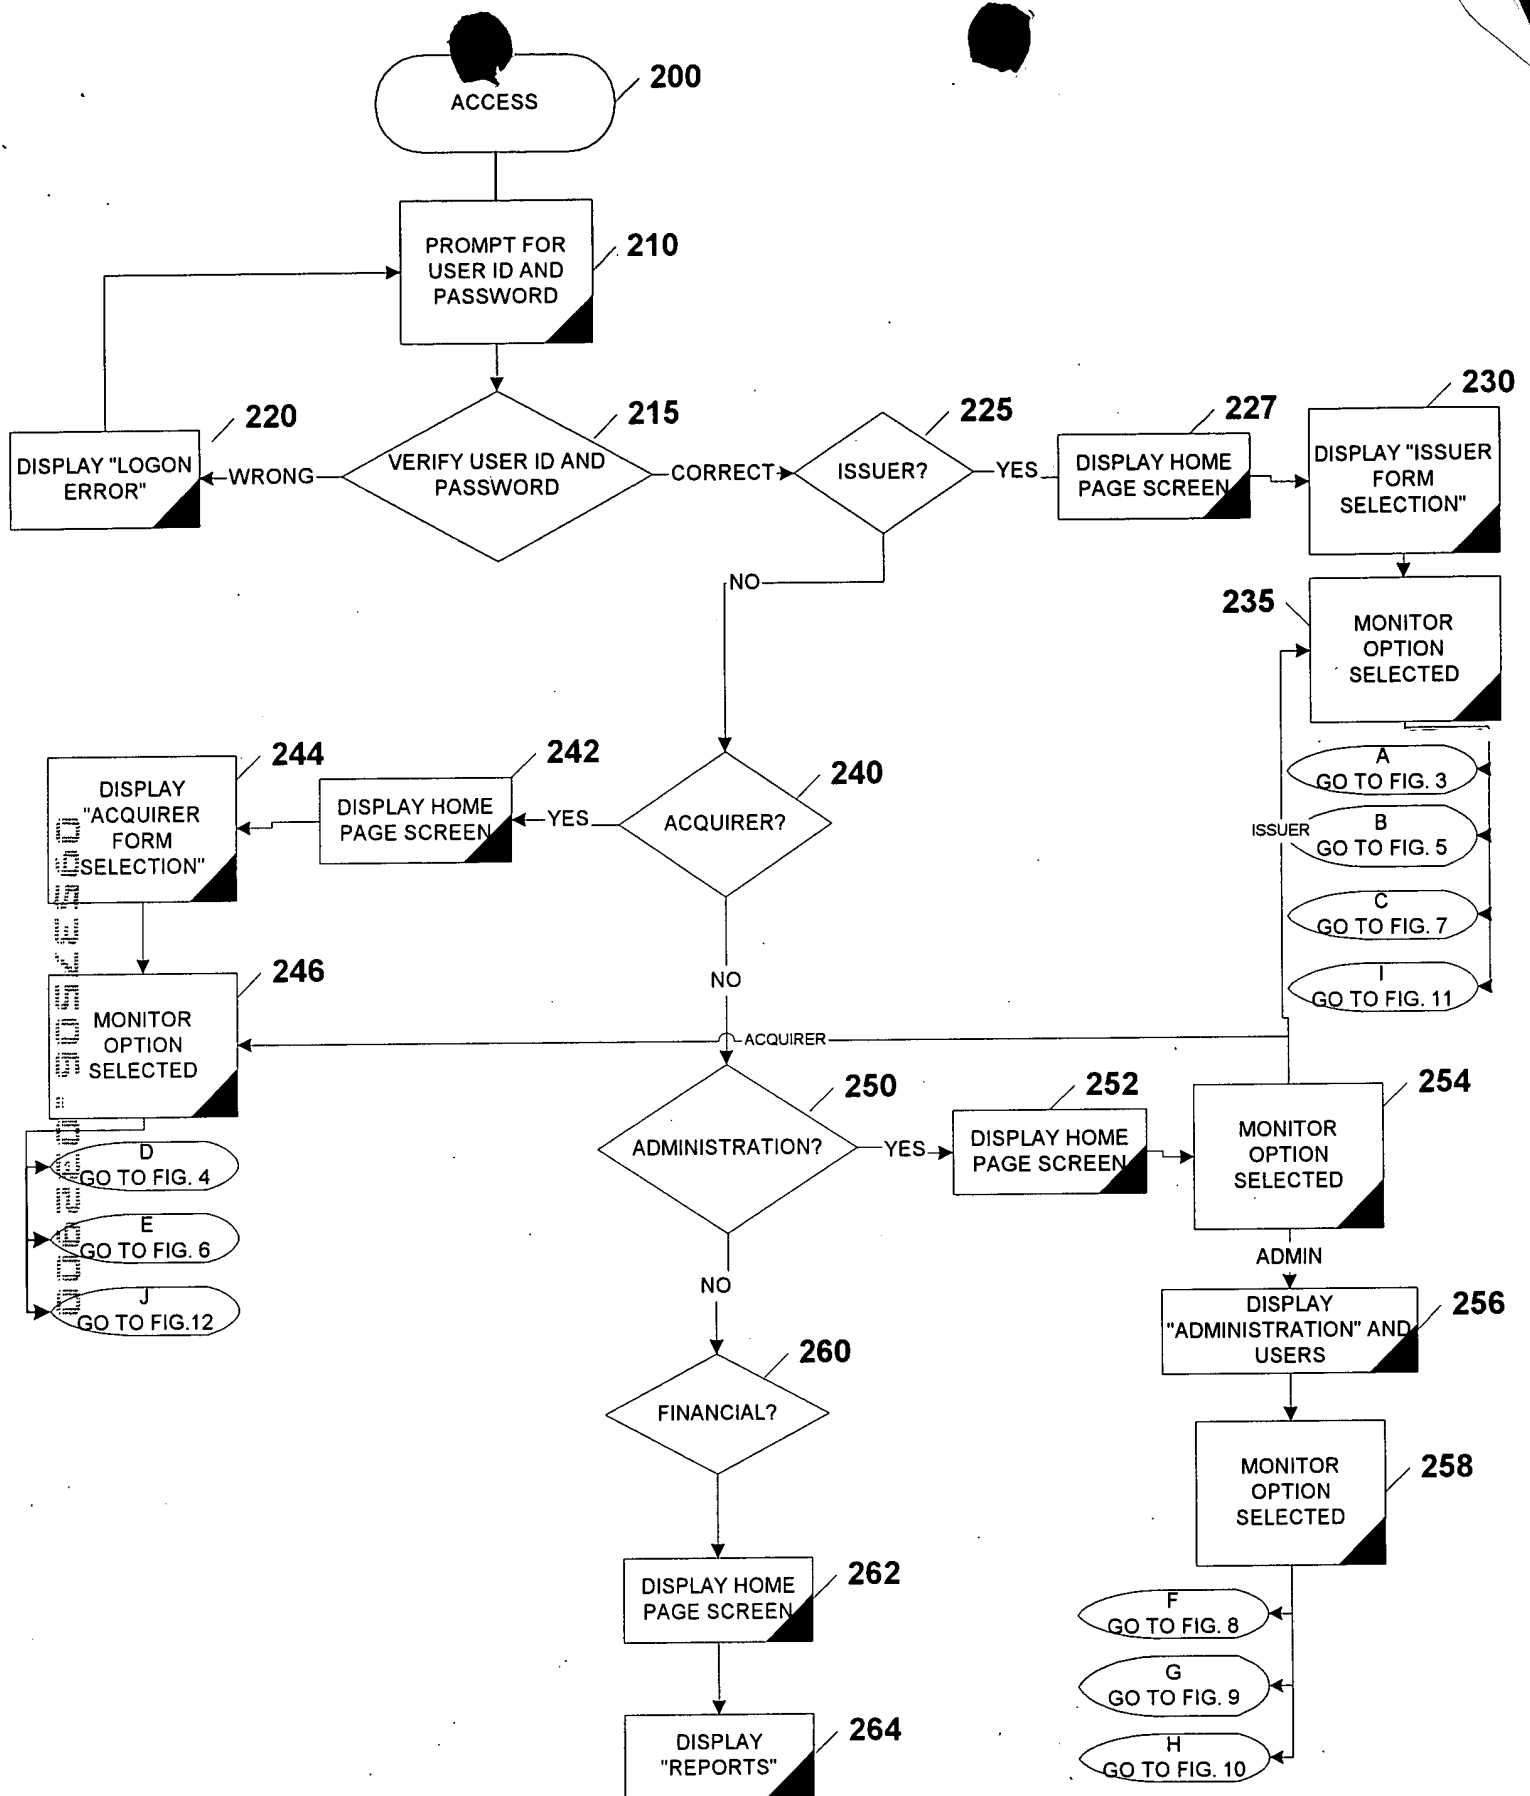 ACCESS
200
PROMPT FOR
USER ID AND
PASSWORD
210
DISPLAY "LOGON
ERROR"
220
WRONG
VERIFY USER ID AND
PASSWORD
215
CORRECT
ISSUER?
225
YES
DISPLAY HOME
PAGE SCREEN
227
DISPLAY "ISSUER
FORM
SELECTION"
230
NO
MONITOR
OPTION
SELECTED
235
A
GO TO FIG. 3
ISSUER
B
GO TO FIG. 5
C
GO TO FIG. 7
I
GO TO FIG. 11
DISPLAY
"ACQUIRER
FORM
SELECTION"
244
DISPLAY HOME
PAGE SCREEN
242
YES
ACQUIRER?
240
NO
MONITOR
OPTION
SELECTED
246
ACQUIRER
D
GO TO FIG. 4
E
GO TO FIG. 6
J
GO TO FIG.12
ADMINISTRATION?
250
YES
DISPLAY HOME
PAGE SCREEN
252
MONITOR
OPTION
SELECTED
254
ADMIN
NO
DISPLAY
"ADMINISTRATION" AND
USERS
256
FINANCIAL?
260
MONITOR
OPTION
SELECTED
258
DISPLAY HOME
PAGE SCREEN
262
F
GO TO FIG. 8
G
GO TO FIG. 9
H
GO TO FIG. 10
DISPLAY
"REPORTS"
264